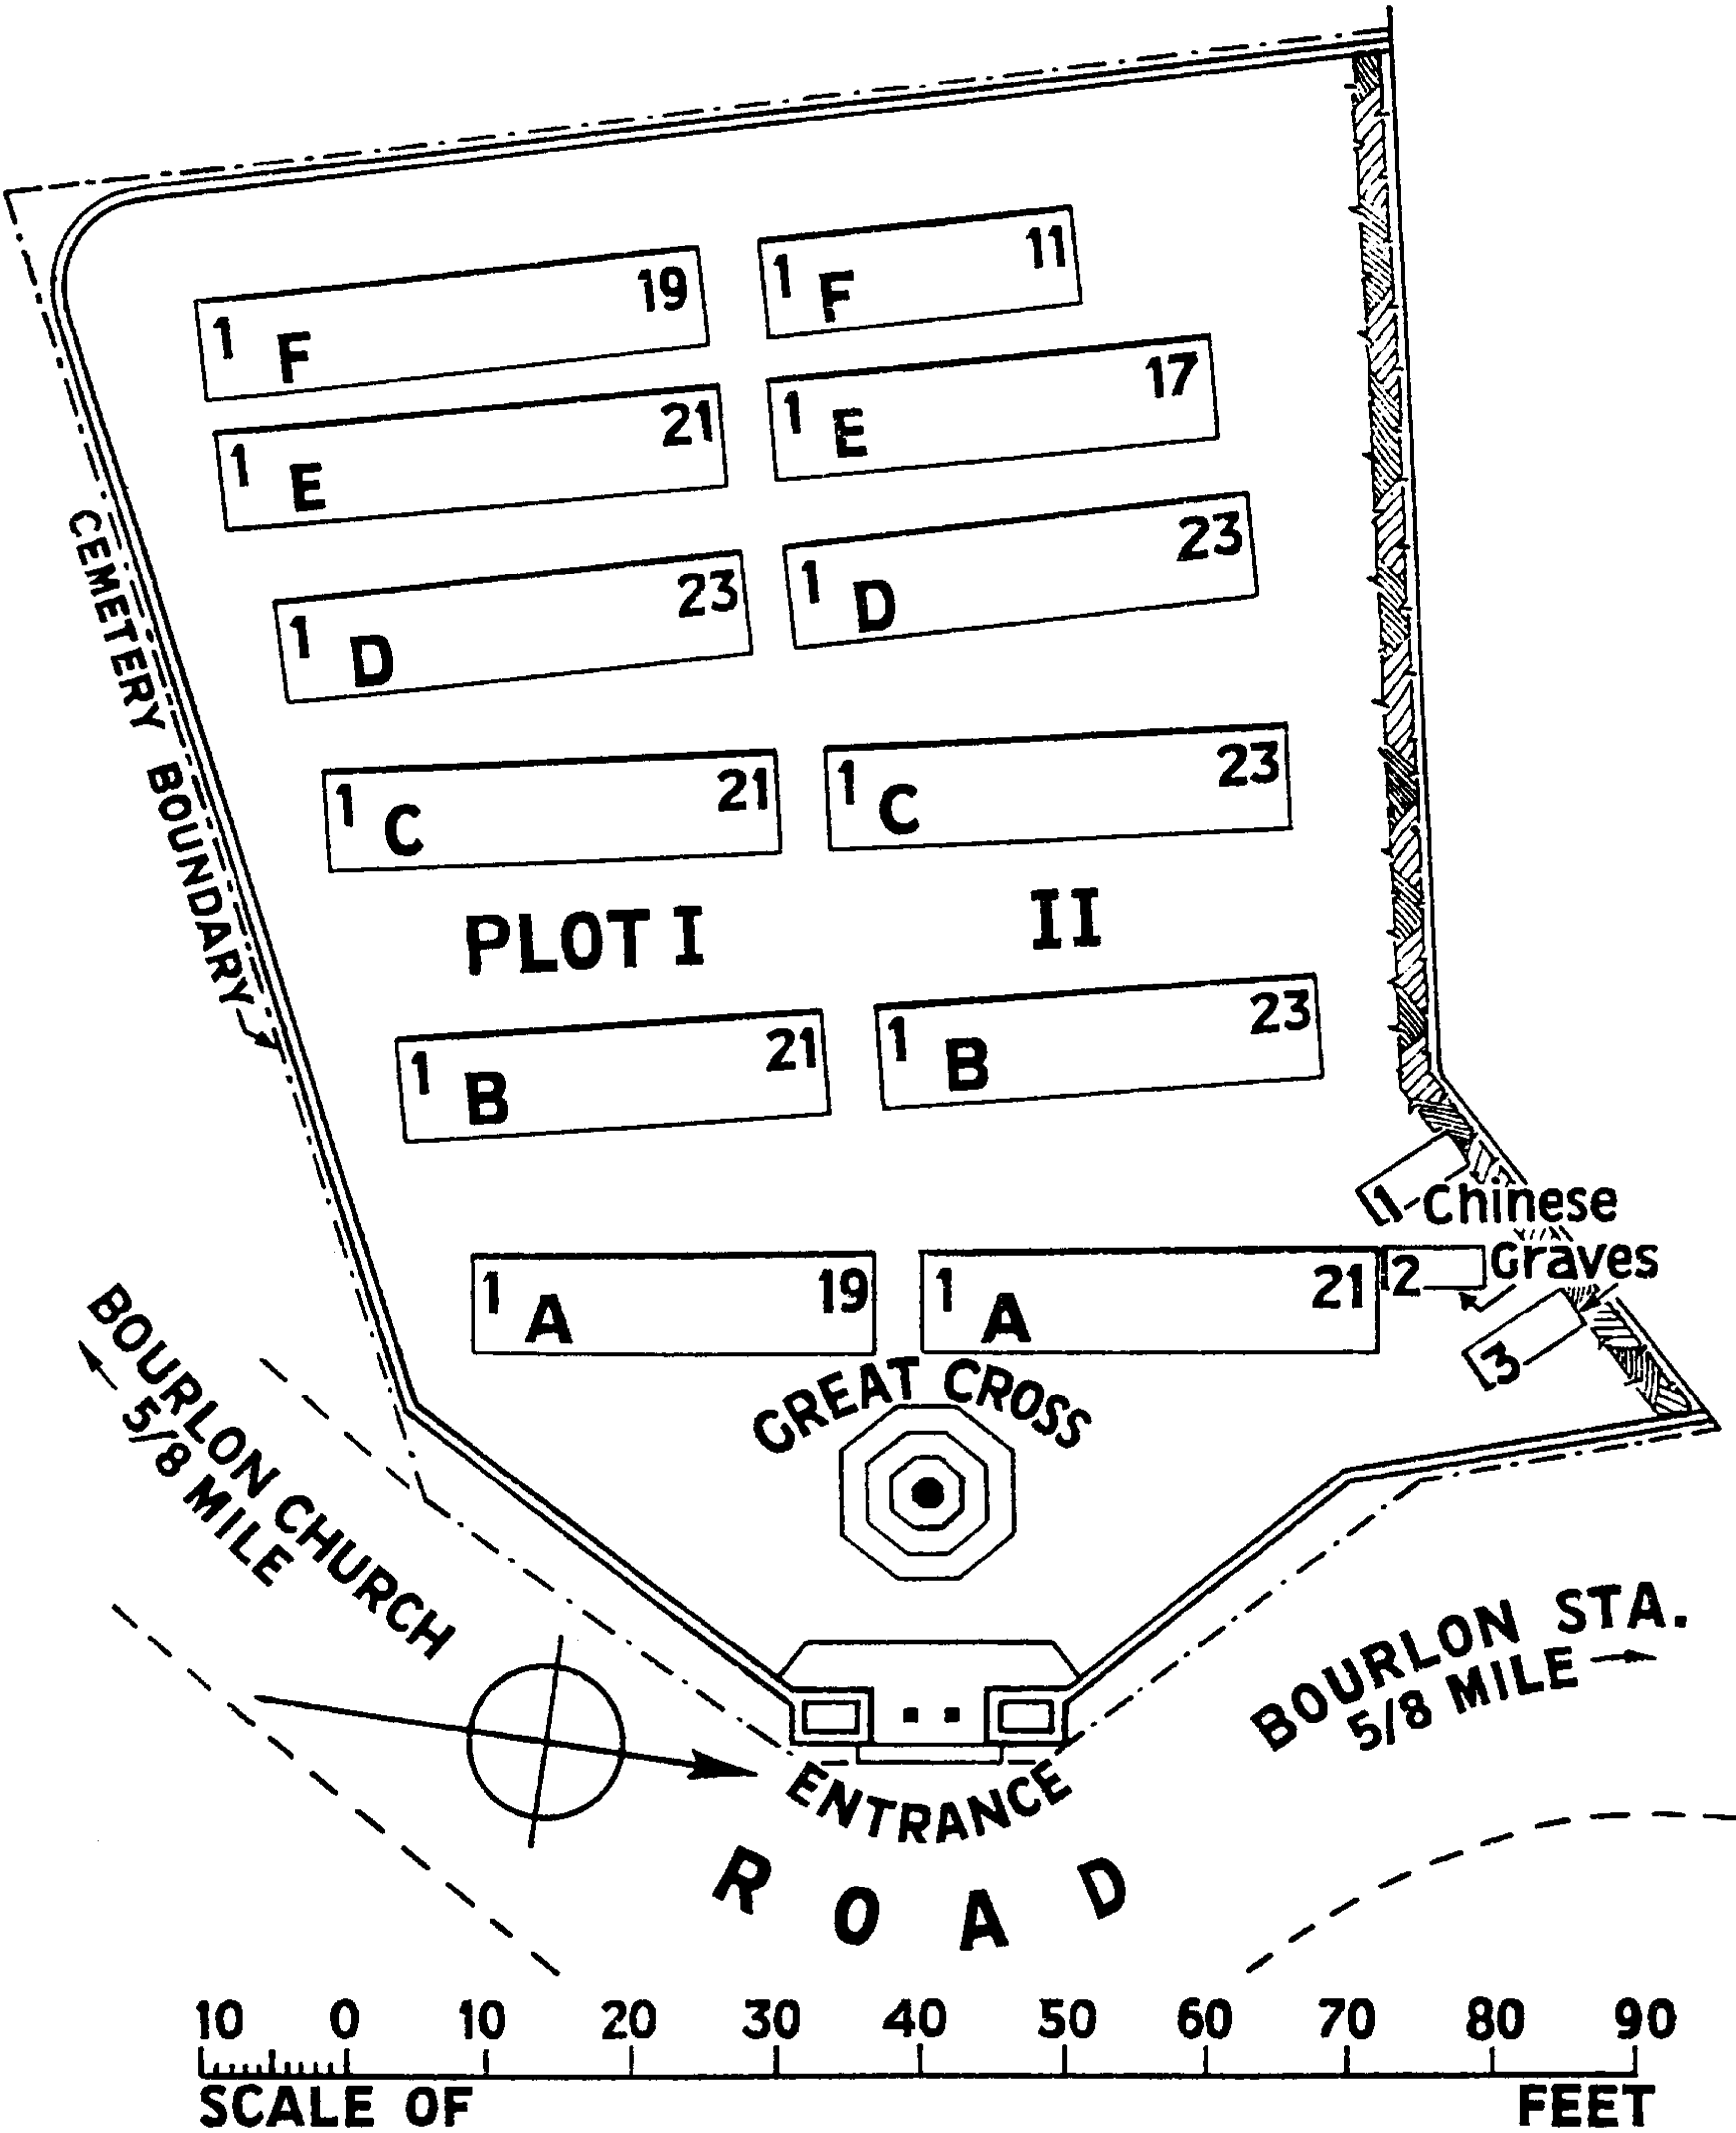 1 F 19
1 F 11
1 E 21
1 E 17
1 D 23
1 D 23
1 C 21
1 C 23
PLOT I
II
1 B 21
1 B 23
CEMETERY BOUNDARY
1 Chinese
2 Graves
3
1 A 19
1 A 21
GREAT CROSS
BOURLON CHURCH
5/8 MILE
BOURLON STA.
5/8 MILE
ENTRANCE
ROAD
10 0 10 20 30 40 50 60 70 80 90
SCALE OF FEET